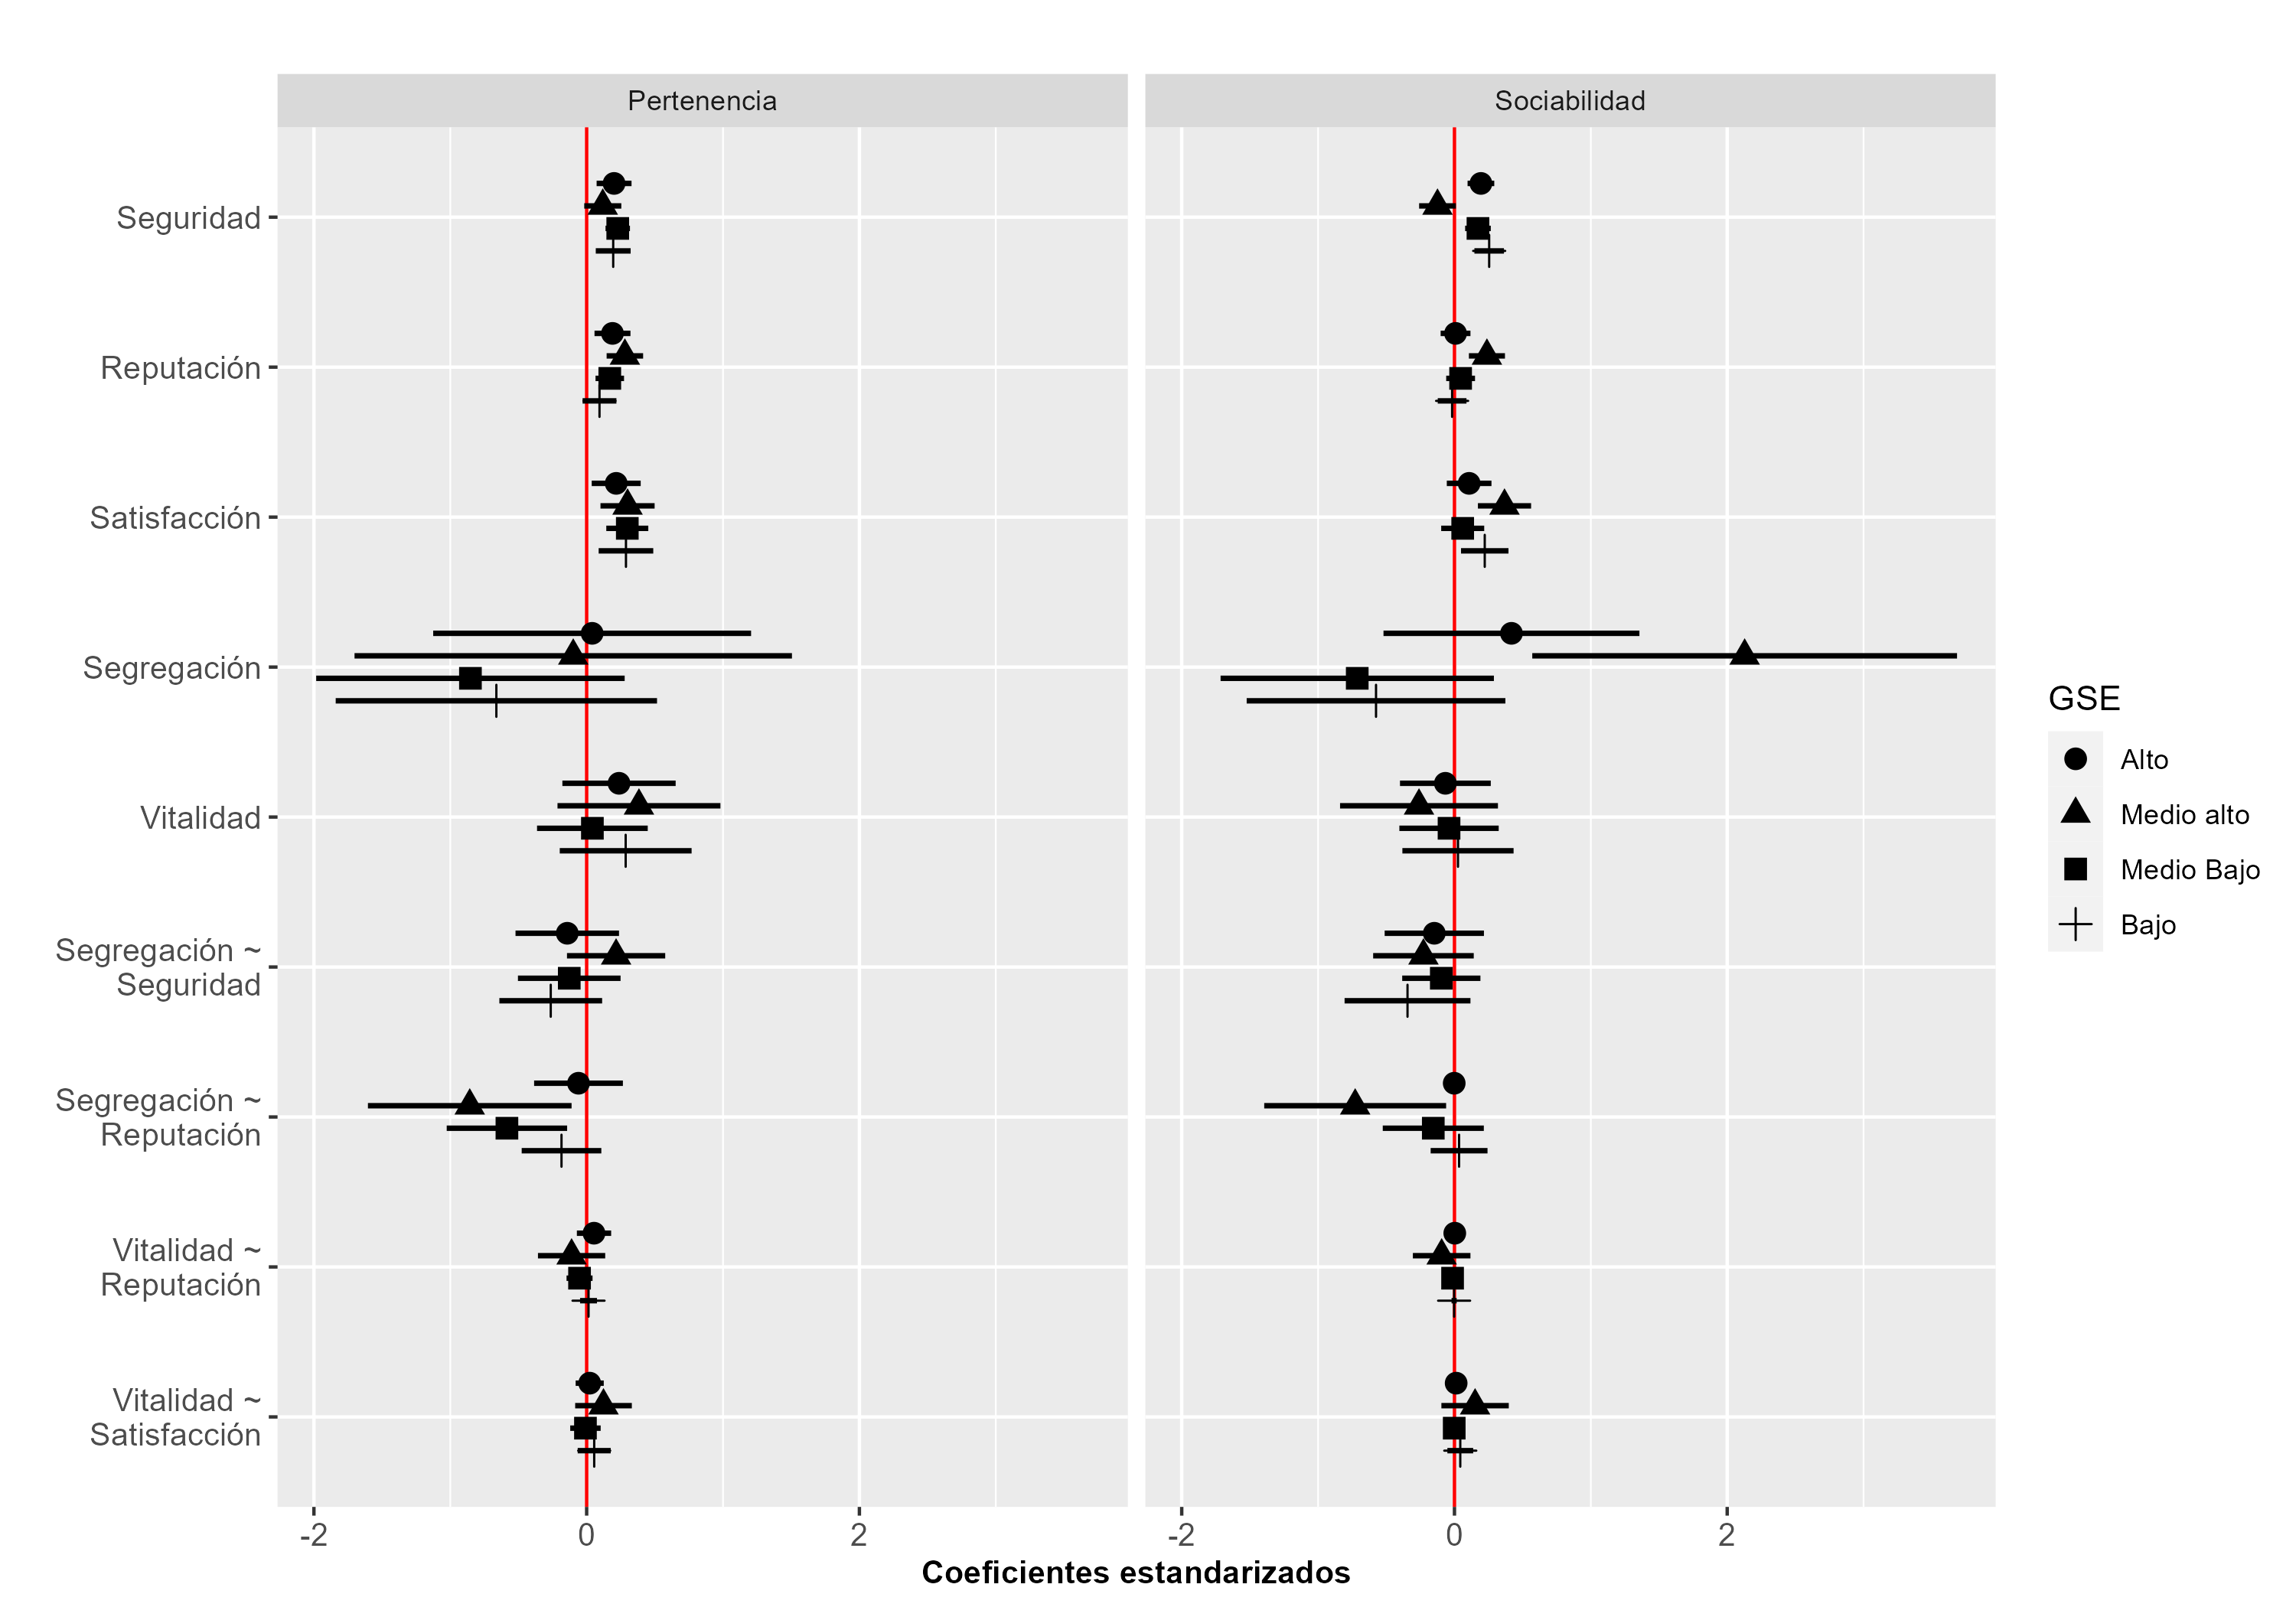 Pertenencia
Sociabilidad
Seguridad
Reputación
Satisfacción
Segregación
Vitalidad
Segregación ~
Seguridad
Segregación ~
Reputación
Vitalidad ~
Reputación
Vitalidad ~
Satisfacción
-2 0 2
-2 0 2
Coeficientes estandarizados
GSE
Alto
Medio alto
Medio Bajo
Bajo